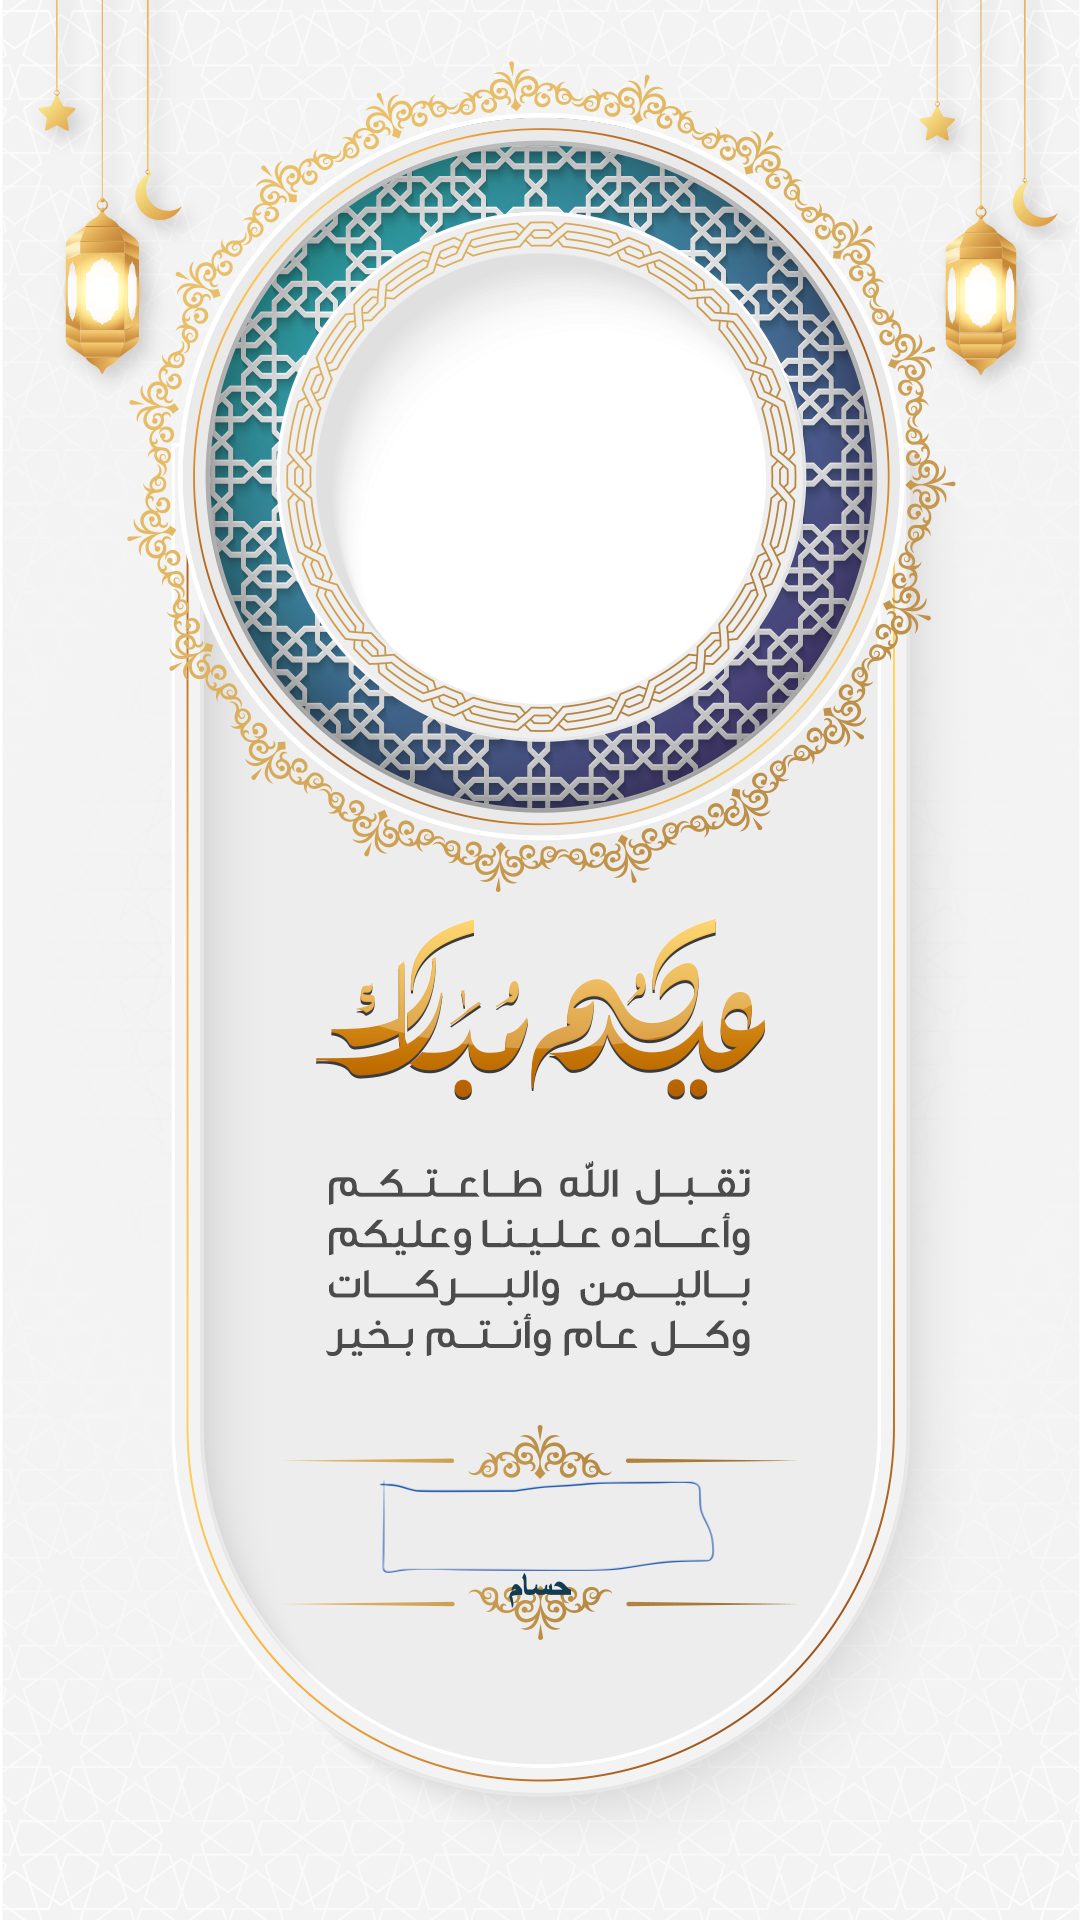 عيدكم مبارك
تقبل الله طاعتكم
وأعاده علينا وعليكم
باليمن والبركات
وكل عام وأنتم بخير
حسام